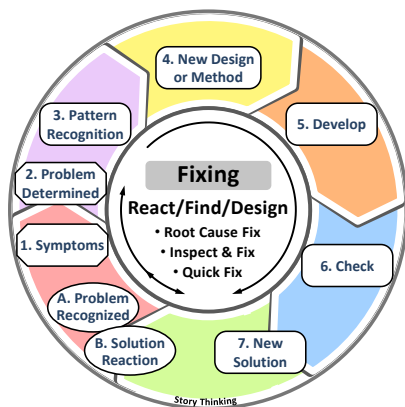 4. New Design
or Method
3. Pattern
Recognition
5. Develop
2. Problem
Determined
Fixing
React/Find/Design
• Root Cause Fix
• Inspect & Fix
• Quick Fix
1. Symptoms
6. Check
A. Problem
Recognized
B. Solution
Reaction
7. New
Solution
Story Thinking